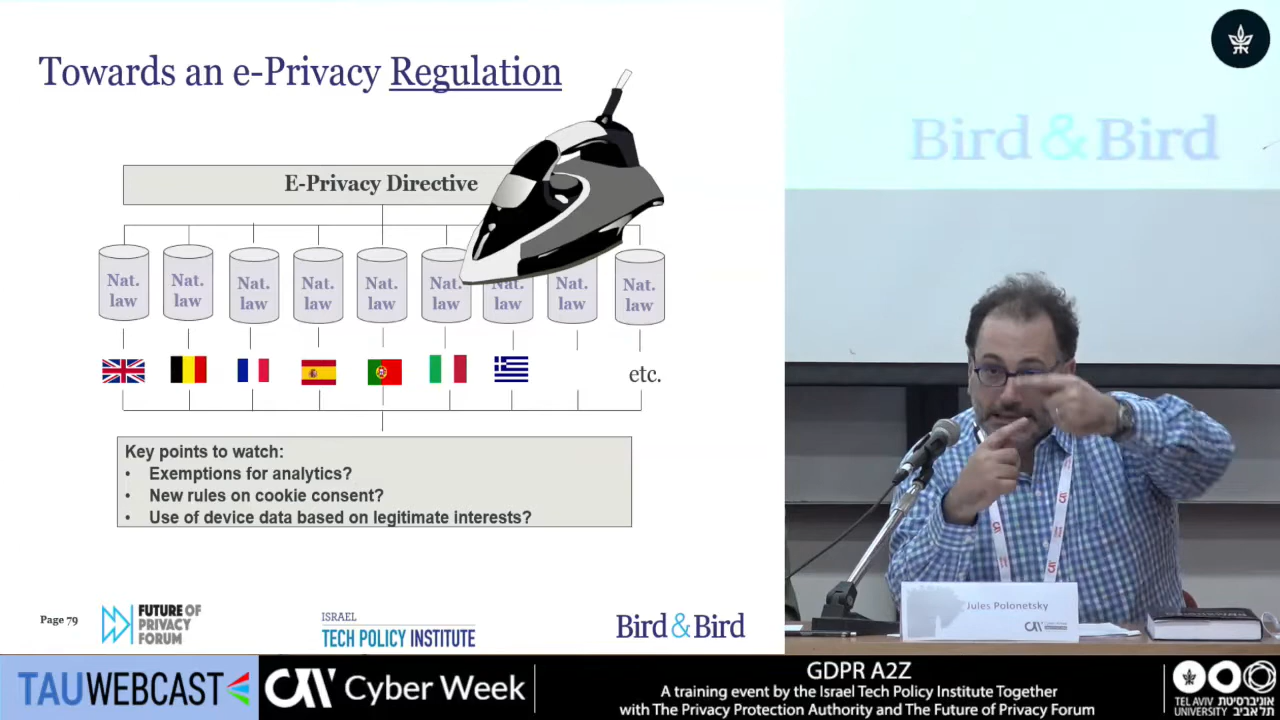 Towards an e-Privacy Regulation
E-Privacy Directive
Nat. law
Nat. law
Nat. law
Nat. law
Nat. law
Nat. law
Nat. law
Nat. law
Nat. law
etc.
Key points to watch:
• Exemptions for analytics?
• New rules on cookie consent?
• Use of device data based on legitimate interests?
Page 79
FUTURE OF
PRIVACY
FORUM
ISRAEL
TECH POLICY INSTITUTE
Bird & Bird
Bird & Bird
Jules Polonetsky
TAUWEBCAST
Cyber Week
GDPR A2Z
A training event by the Israel Tech Policy Institute Together
with The Privacy Protection Authority and The Future of Privacy Forum
TEL AVIV אוניברסיטת
UNIVERSITY תל אביב